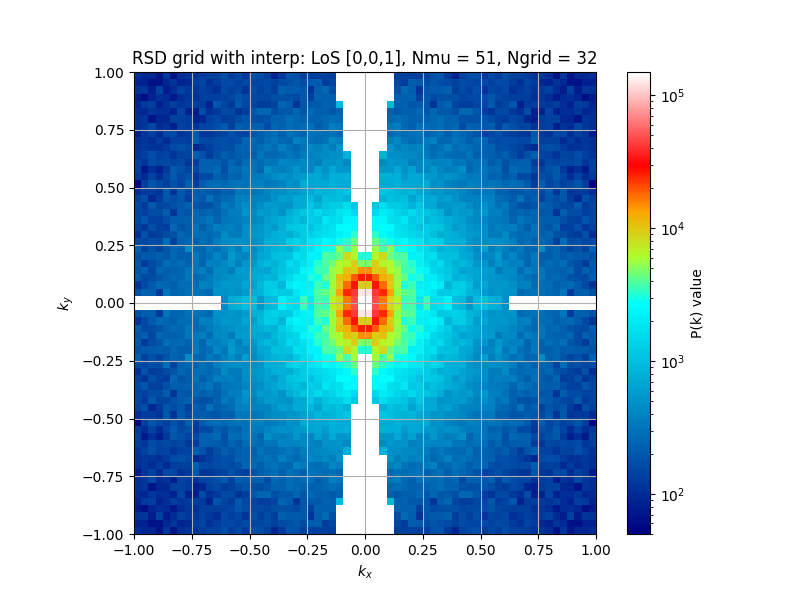 RSD grid with interp: LoS [0,0,1], Nmu = 51, Ngrid = 32
1.00
0.75
0.50
0.25
0.00
−0.25
−0.50
−0.75
−1.00
k_y
−1.00 −0.75 −0.50 −0.25 0.00 0.25 0.50 0.75 1.00
k_x
10^5
10^4
10^3
10^2
P(k) value